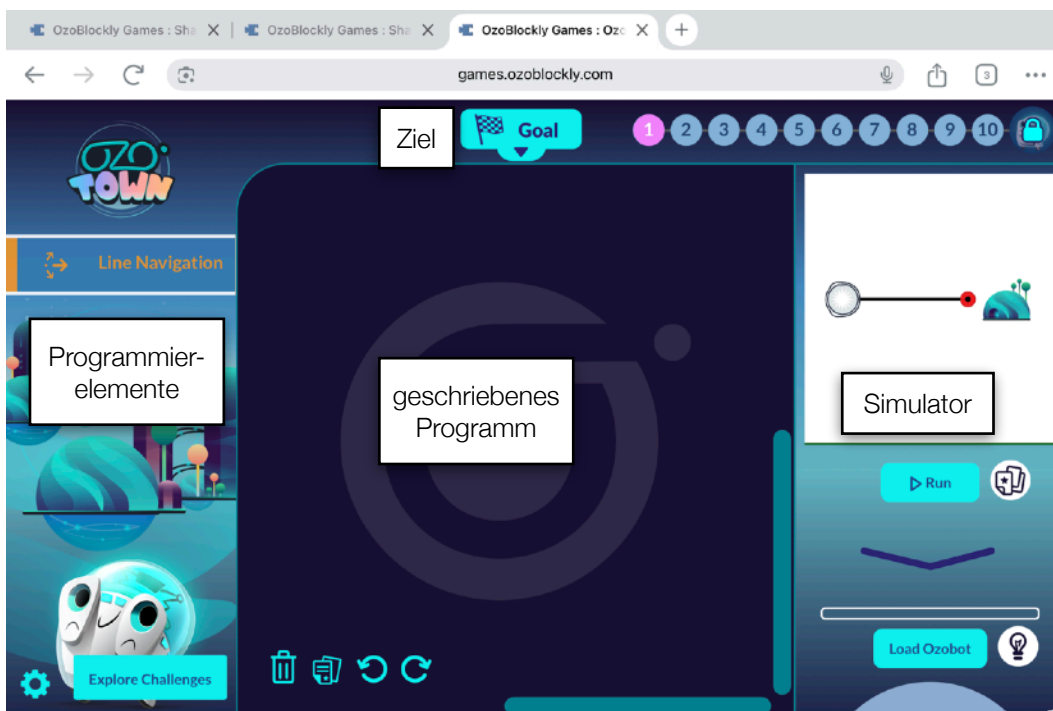 OzoBlockly Games : Sha
OzoBlockly Games : Sha
OzoBlockly Games : Ozo
games.ozoblockly.com
3
OZO
TOWN
Ziel
Goal
1 2 3 4 5 6 7 8 9 10
Line Navigation
Programmier-
elemente
geschriebenes
Programm
Simulator
Run
Load Ozobot
Explore Challenges